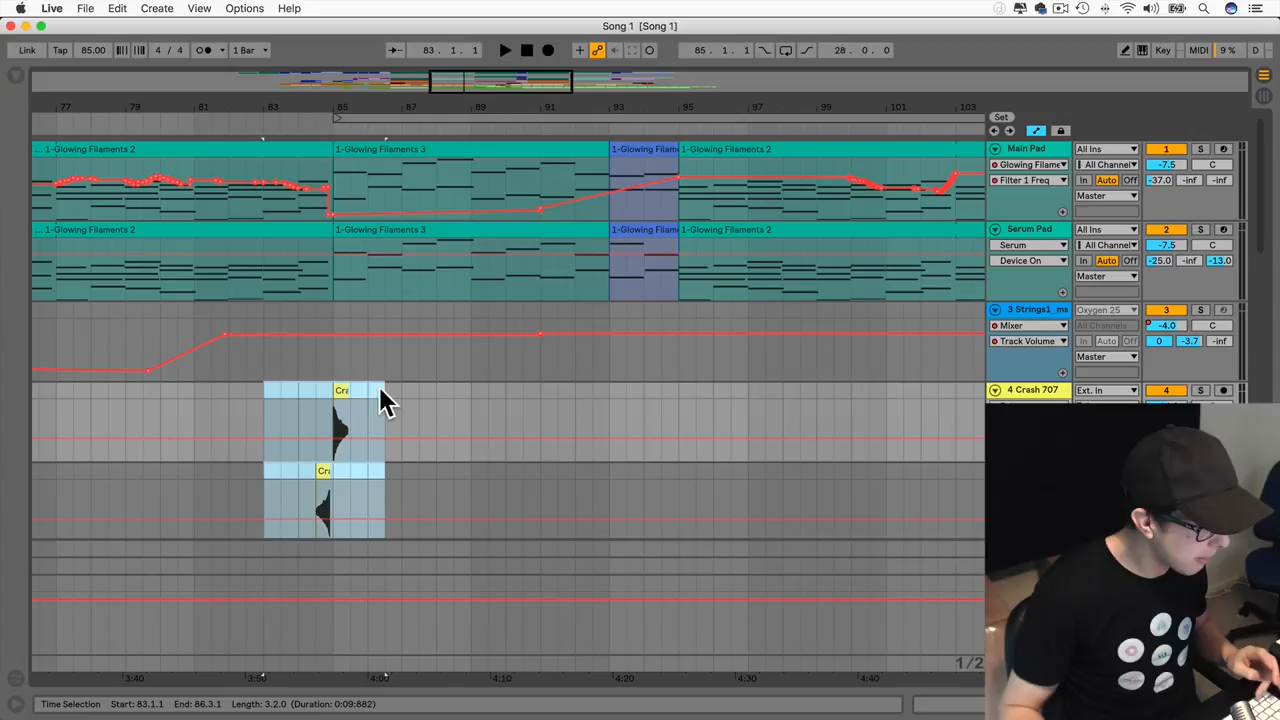 Live File Edit Create View Options Help
Song 1 [Song 1]
Link Tap 85.00 4 / 4 1 Bar 83. 1. 1 85. 1. 1 28. 0. 0 Key MIDI 9 % D
77 79 81 83 85 87 89 91 93 95 97 99 101 103
Set
... 1-Glowing Filaments 2 1-Glowing Filaments 3 1-Glowing Filam 1-Glowing Filaments 2 Main Pad All Ins 1 S
Glowing Filame All Channel -7.5 C
Filter 1 Freq In Auto Off -37.0 -inf
Master
... 1-Glowing Filaments 2 1-Glowing Filaments 3 1-Glowing Filam 1-Glowing Filaments 2 Serum Pad All Ins 2 S
Serum All Channel -7.5 C
Device On In Auto Off -25.0 -inf -13.0
Master
3 Strings1_ms Oxygen 25 3 S
Mixer All Channels -4.0 C
Track Volume In Auto Off 0 -3.7 -inf
Master
Cra 4 Crash 707 Ext. In 4 S
Cra
1/2
3:40 3:50 4:00 4:10 4:20 4:30 4:40
Time Selection Start: 83.1.1 End: 86.3.1 Length: 3.2.0 (Duration: 0:09:882)